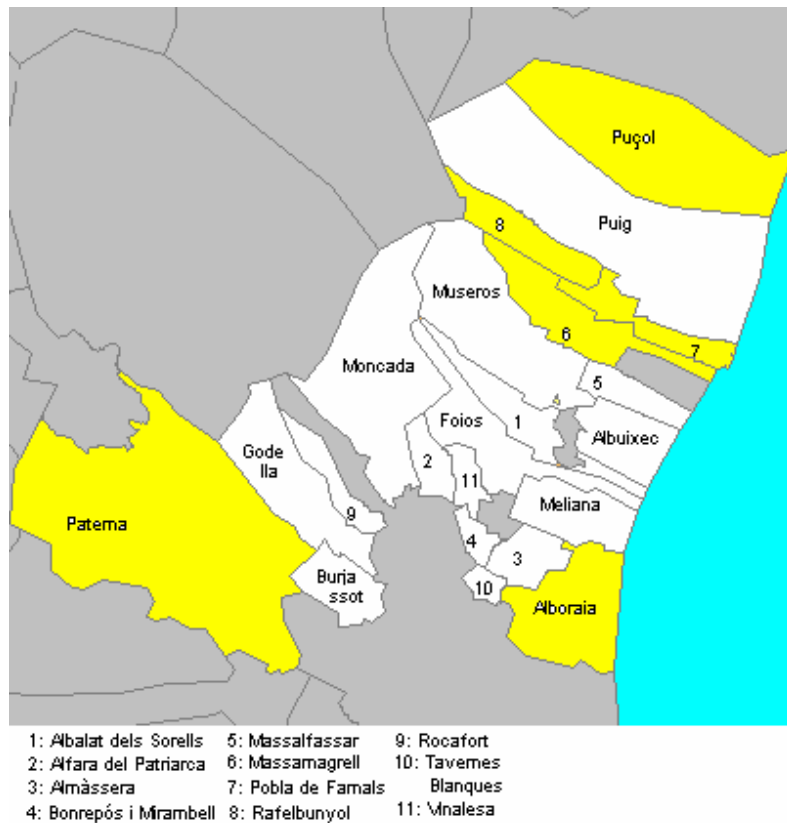 Puçol
Puig
8
Museros
6
7
Moncada
5
Foios
1
Albuixec
Gode
lla
2
11
Meliana
9
Paterna
4
3
Burja
ssot
10
Alboraia
1: Albalat dels Sorells
2: Alfara del Patriarca
3: Almàssera
4: Bonrepós i Mirambell
5: Massalfassar
6: Massamagrell
7: Pobla de Farnals
8: Rafelbunyol
9: Rocafort
10: Tavernes
Blanques
11: Vinalesa